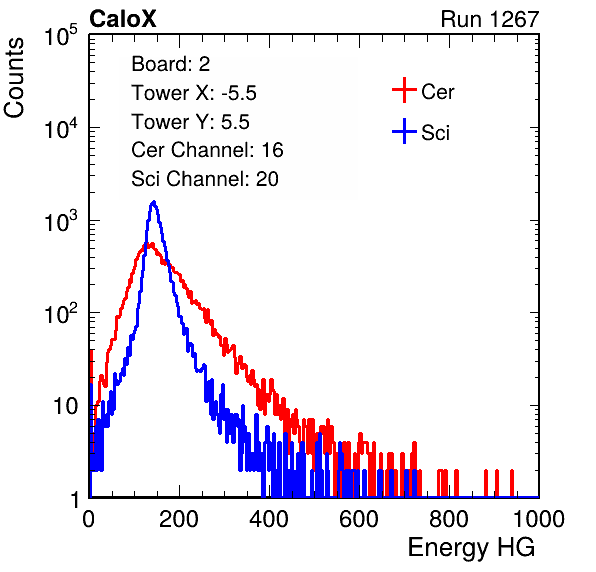 CaloX Run 1267
Counts
Board: 2
Tower X: -5.5
Tower Y: 5.5
Cer Channel: 16
Sci Channel: 20
Cer
Sci
10^5
10^4
10^3
10^2
10
1
0 200 400 600 800 1000
Energy HG